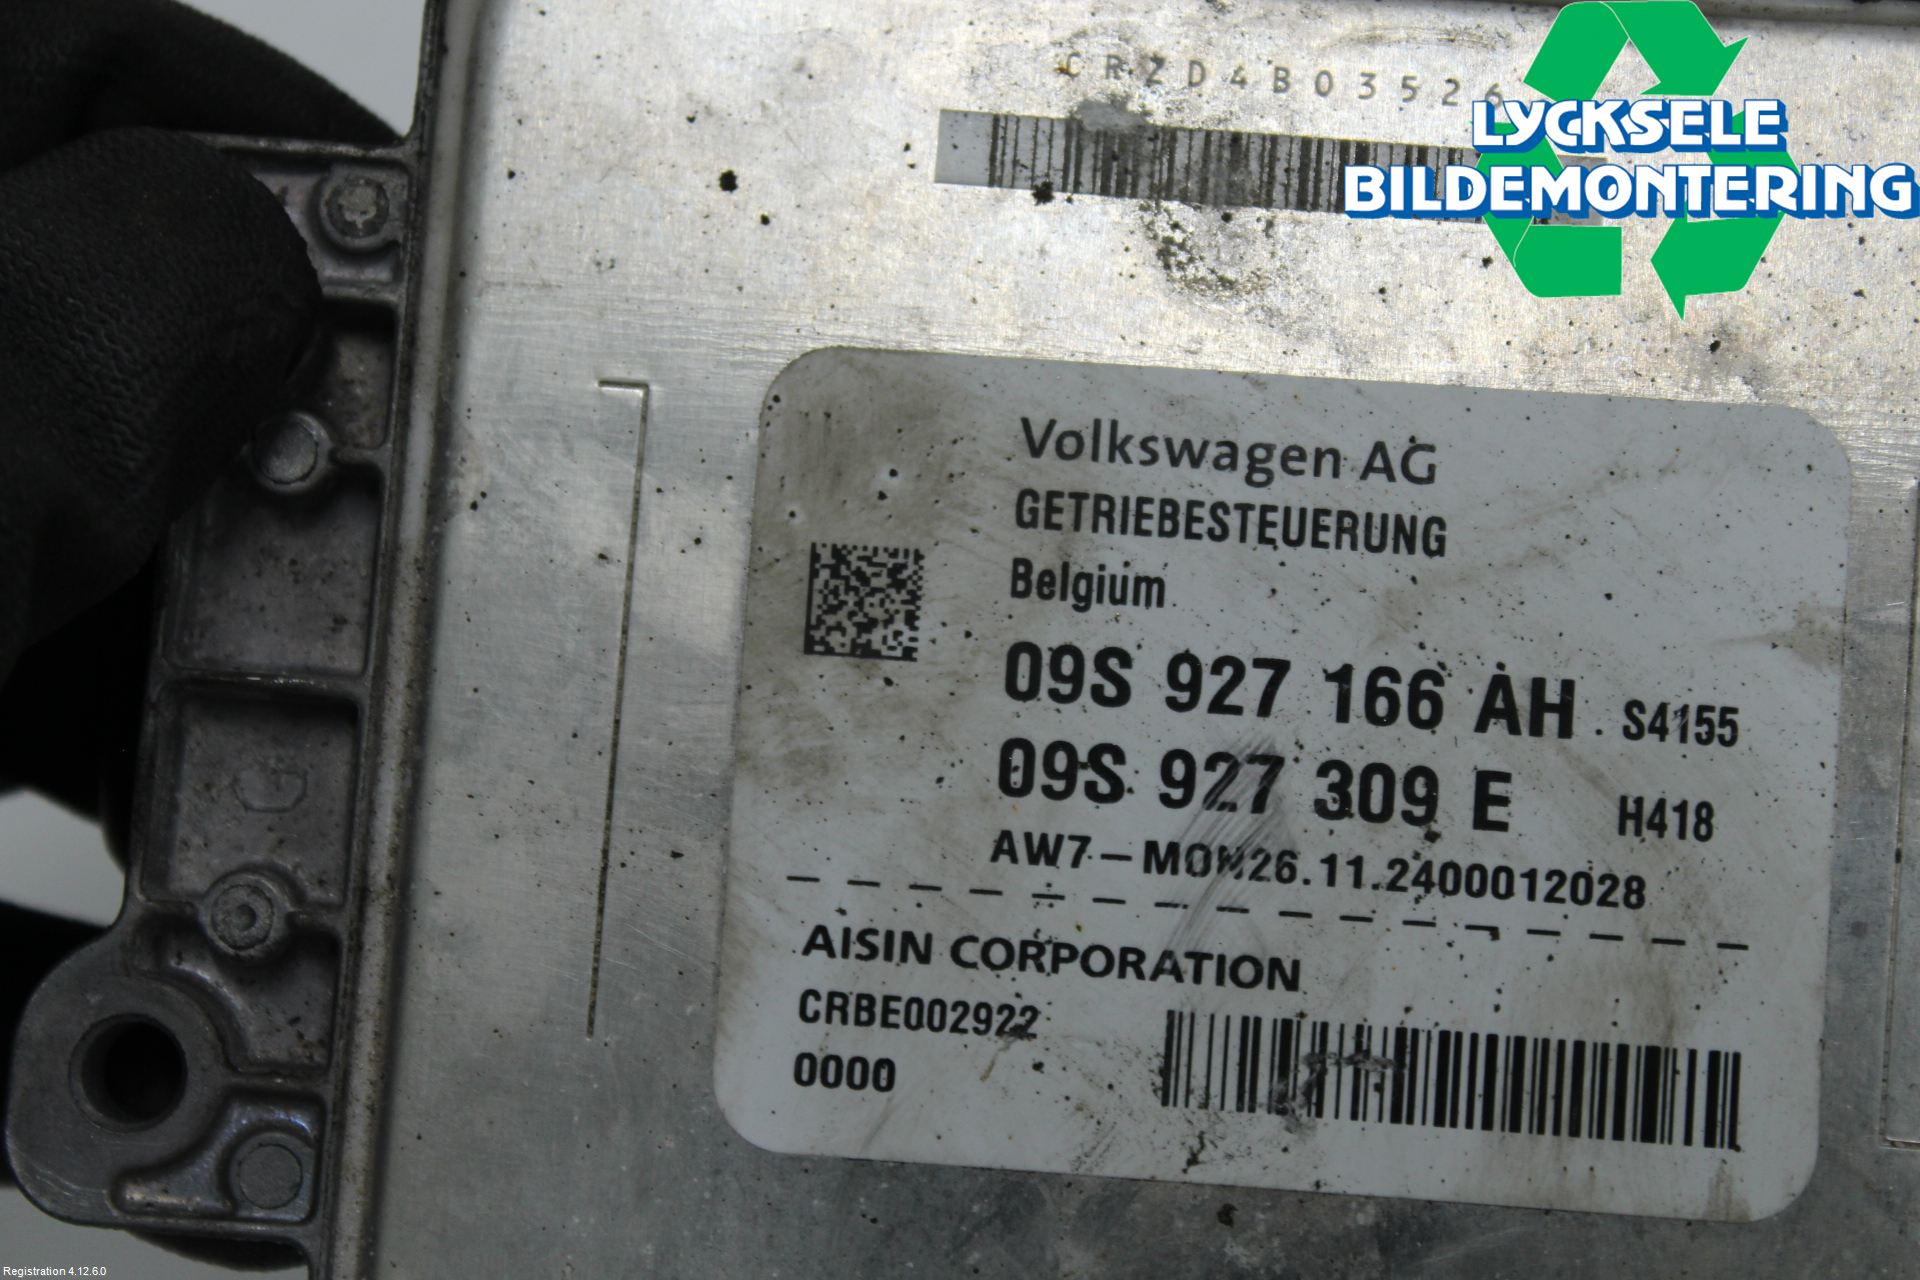 CRZD4B03526
LYCKSELE
BILDEMONTERING
Volkswagen AG
GETRIEBESTEUERUNG
Belgium
09S 927 166 AH S4155
09S 927 309 E H418
AW7-MON26.11.2400012028
AISIN CORPORATION
CRBE002922
0000
G
Registration 4.12.6.0